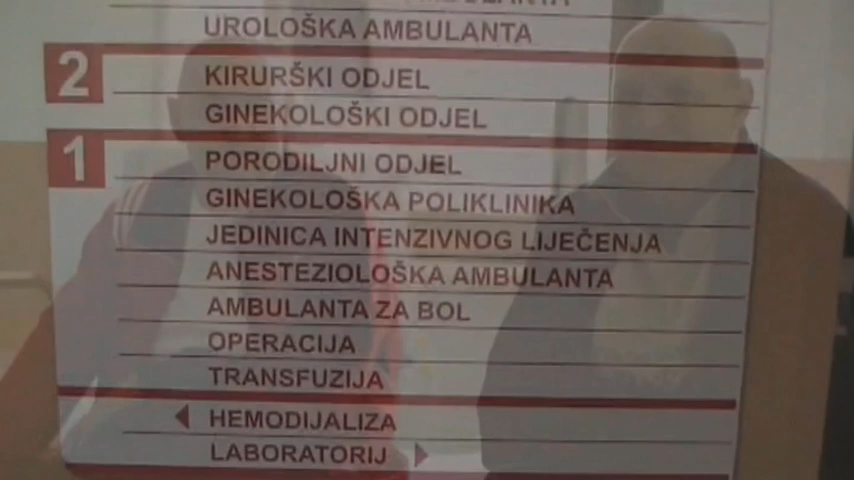 UROLOŠKA AMBULANTA
2 KIRURŠKI ODJEL
GINEKOLOŠKI ODJEL
1 PORODILJNI ODJEL
GINEKOLOŠKA POLIKLINIKA
JEDINICA INTENZIVNOG LIJEČENJA
ANESTEZIOLOŠKA AMBULANTA
AMBULANTA ZA BOL
OPERACIJA
TRANSFUZIJA
HEMODIJALIZA
LABORATORIJ